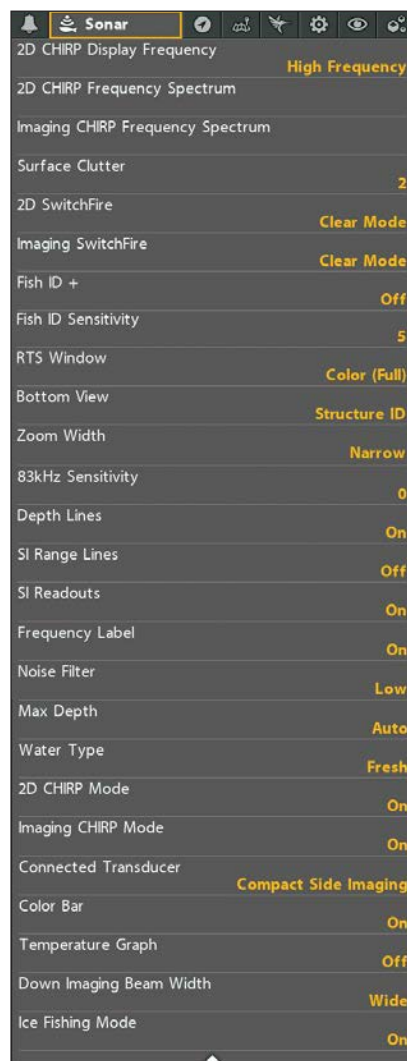 Sonar
2D CHIRP Display Frequency
High Frequency
2D CHIRP Frequency Spectrum
Imaging CHIRP Frequency Spectrum
Surface Clutter
2
2D SwitchFire
Clear Mode
Imaging SwitchFire
Clear Mode
Fish ID +
Off
Fish ID Sensitivity
5
RTS Window
Color (Full)
Bottom View
Structure ID
Zoom Width
Narrow
83kHz Sensitivity
0
Depth Lines
On
SI Range Lines
Off
SI Readouts
On
Frequency Label
On
Noise Filter
Low
Max Depth
Auto
Water Type
Fresh
2D CHIRP Mode
On
Imaging CHIRP Mode
On
Connected Transducer
Compact Side Imaging
Color Bar
On
Temperature Graph
Off
Down Imaging Beam Width
Wide
Ice Fishing Mode
On